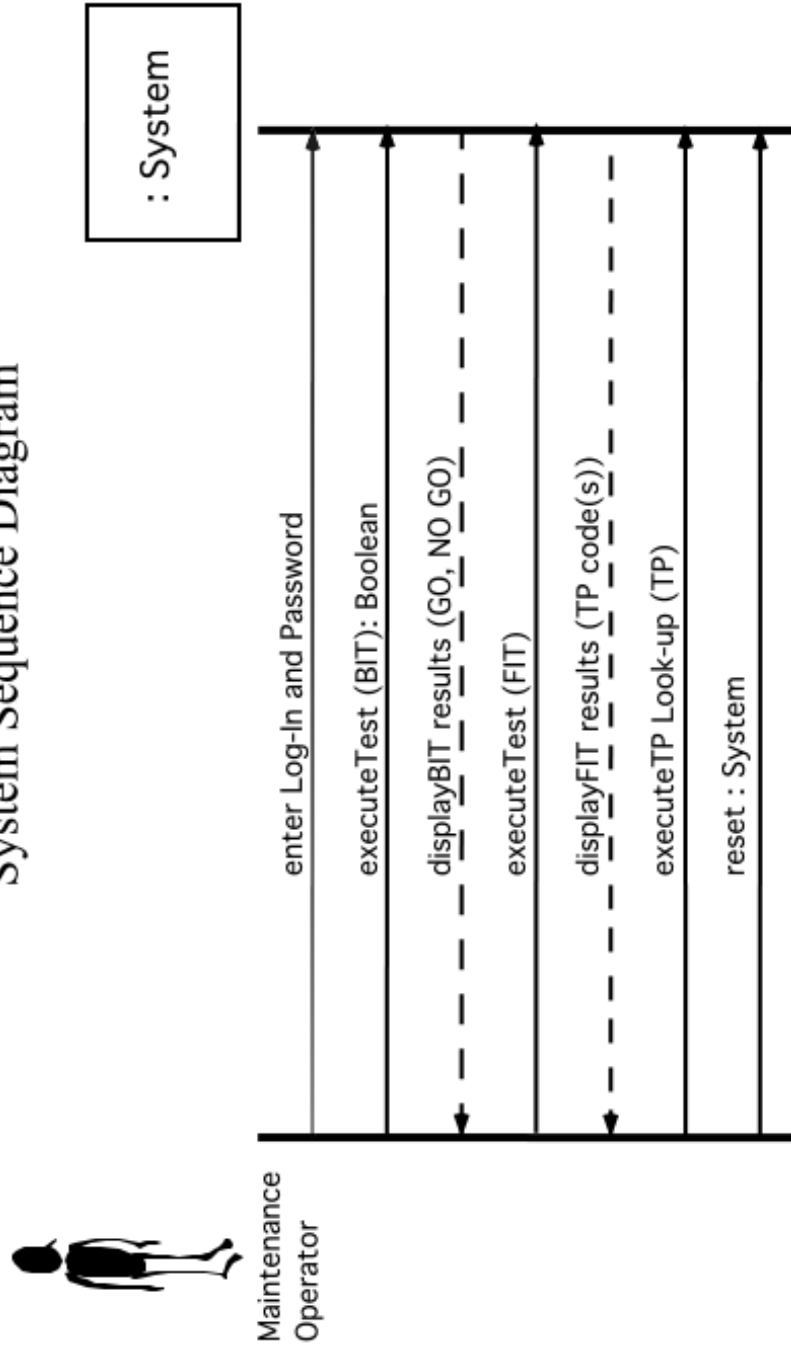 System Sequence Diagram
: System
Maintenance
Operator
enter Log-In and Password
executeTest (BIT): Boolean
displayBIT results (GO, NO GO)
executeTest (FIT)
displayFIT results (TP code(s))
executeTP Look-up (TP)
reset : System